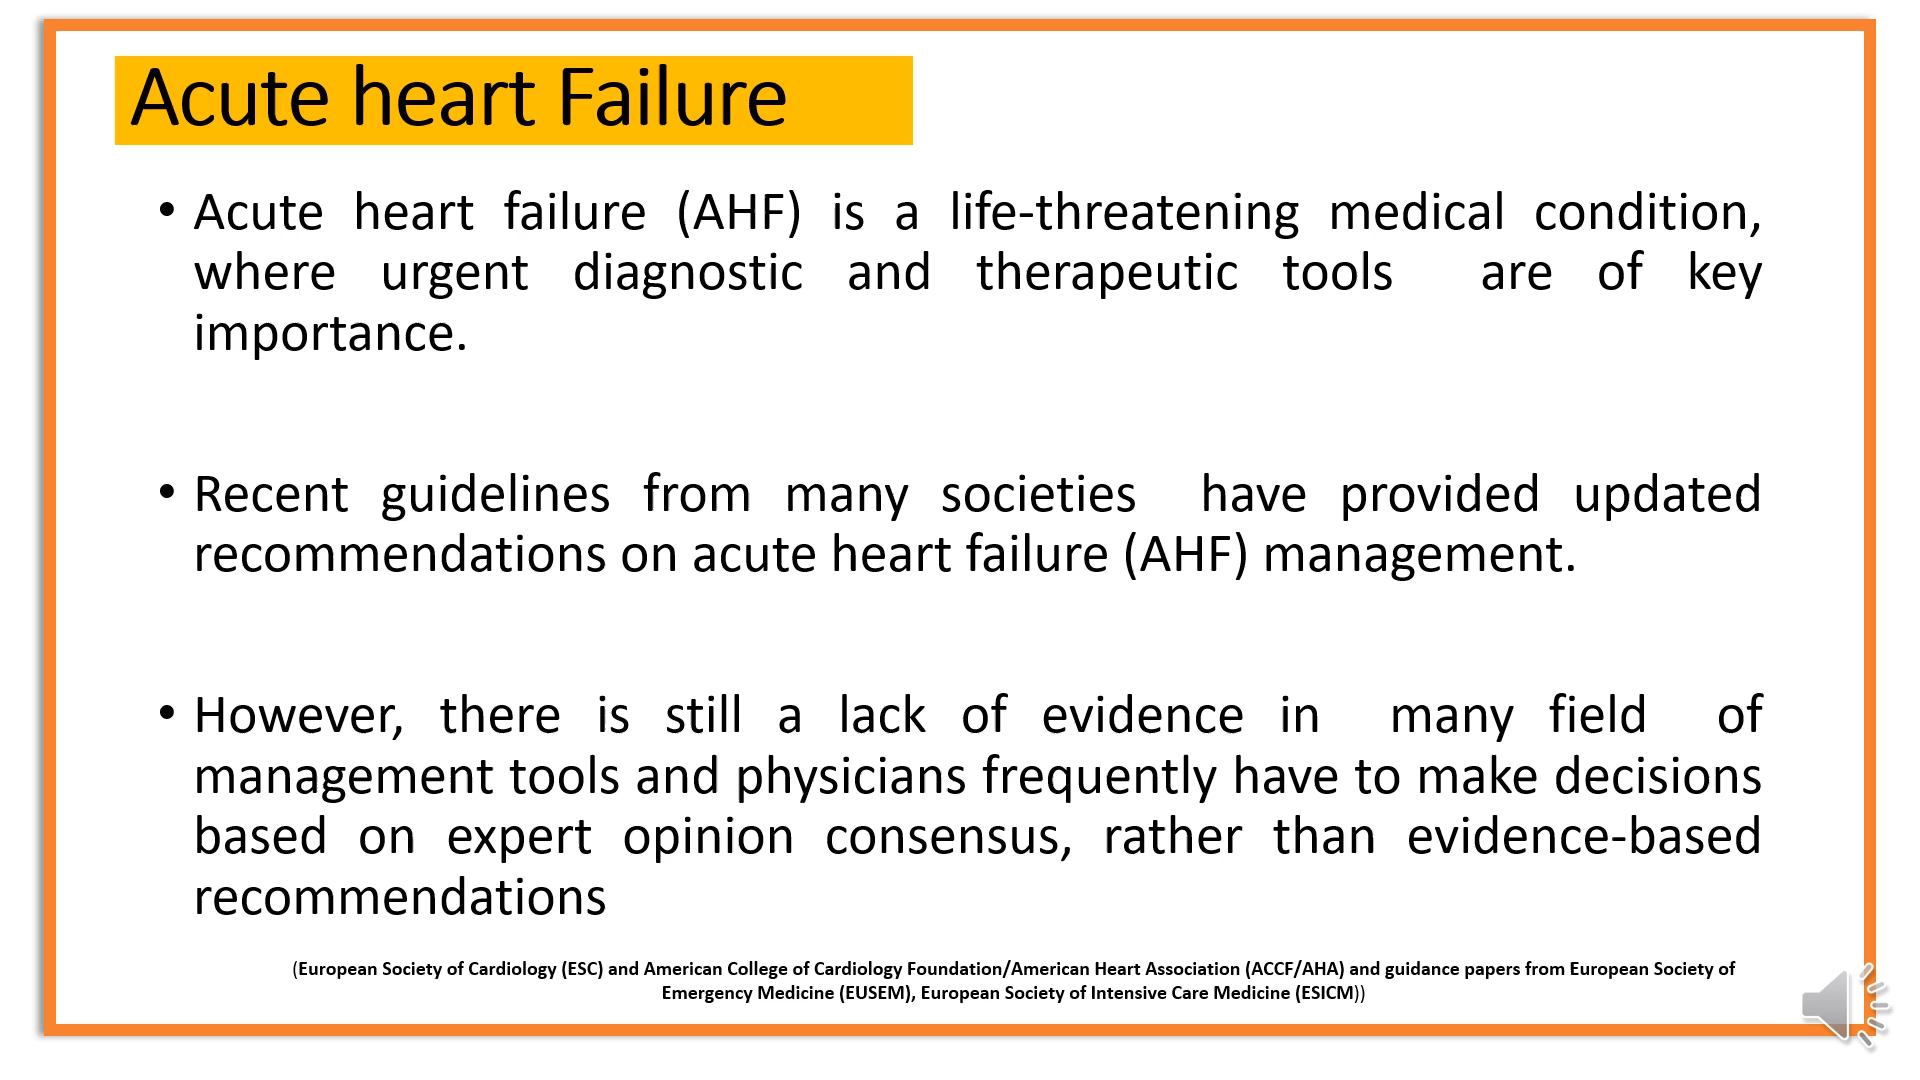 Acute heart Failure
• Acute heart failure (AHF) is a life-threatening medical condition,
where urgent diagnostic and therapeutic tools are of key
importance.
• Recent guidelines from many societies have provided updated
recommendations on acute heart failure (AHF) management.
• However, there is still a lack of evidence in many field of
management tools and physicians frequently have to make decisions
based on expert opinion consensus, rather than evidence-based
recommendations
(European Society of Cardiology (ESC) and American College of Cardiology Foundation/American Heart Association (ACCF/AHA) and guidance papers from European Society of
Emergency Medicine (EUSEM), European Society of Intensive Care Medicine (ESICM))